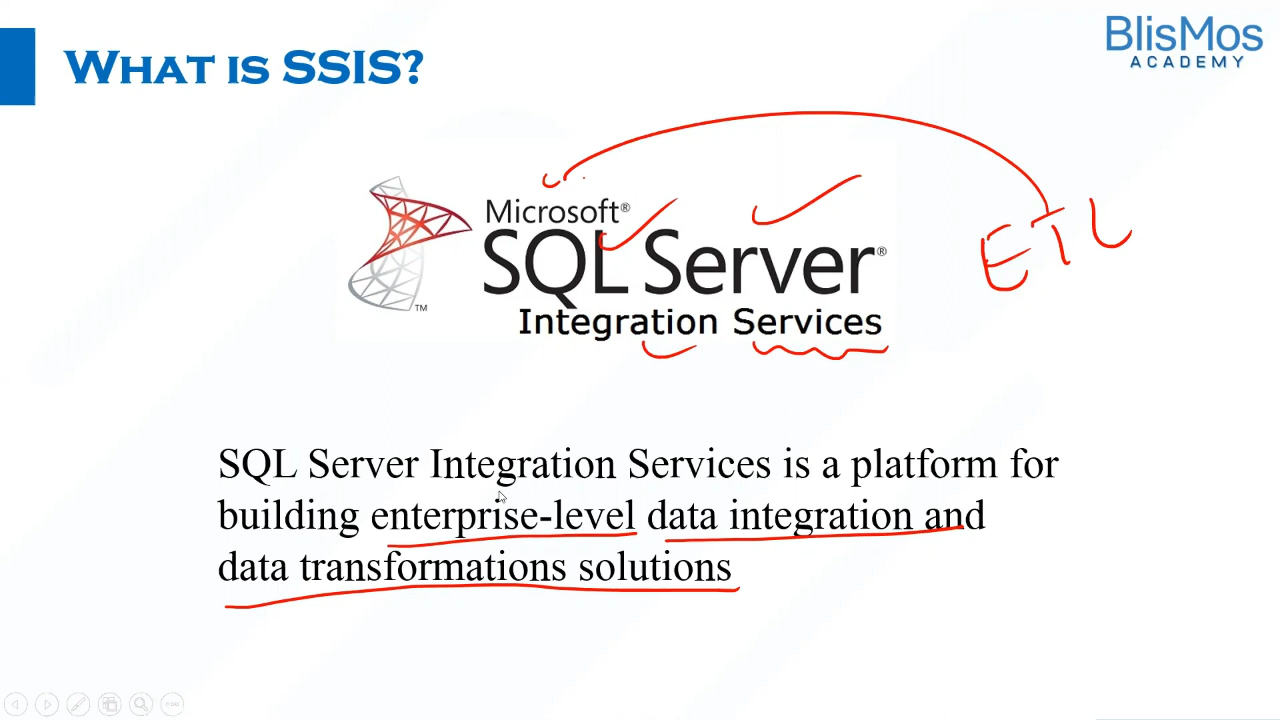 WHAT IS SSIS?
BlisMos
ACADEMY
Microsoft®
SQL Server®
Integration Services
TM
ETL
SQL Server Integration Services is a platform for
building enterprise-level data integration and
data transformations solutions